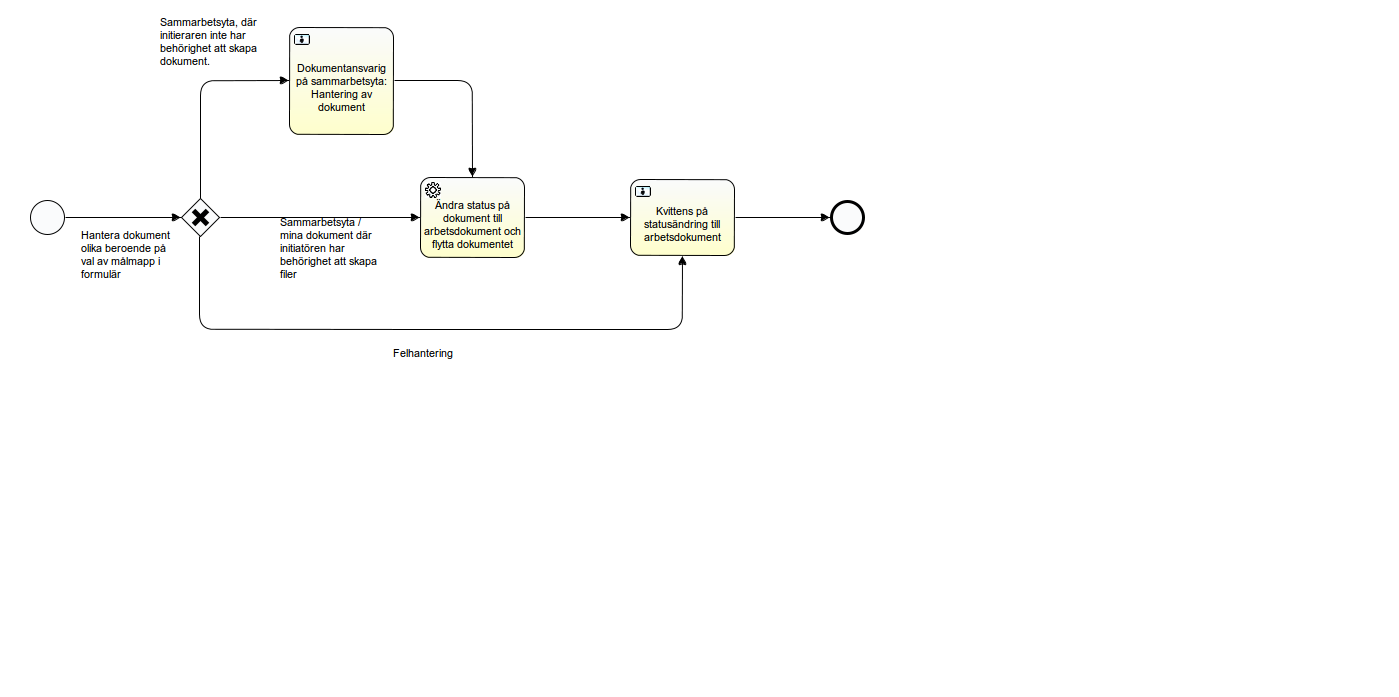 Sammarbetsyta, där
initieraren inte har
behörighet att skapa
dokument.
Dokumentansvarig
på sammarbetsyta:
Hantering av
dokument
Hantera dokument
olika beroende på
val av målmapp i
formulär
Sammarbetsyta /
mina dokument där
initiatören har
behörighet att skapa
filer
Ändra status på
dokument till
arbetsdokument och
flytta dokumentet
Kvittens på
statusändring till
arbetsdokument
Felhantering